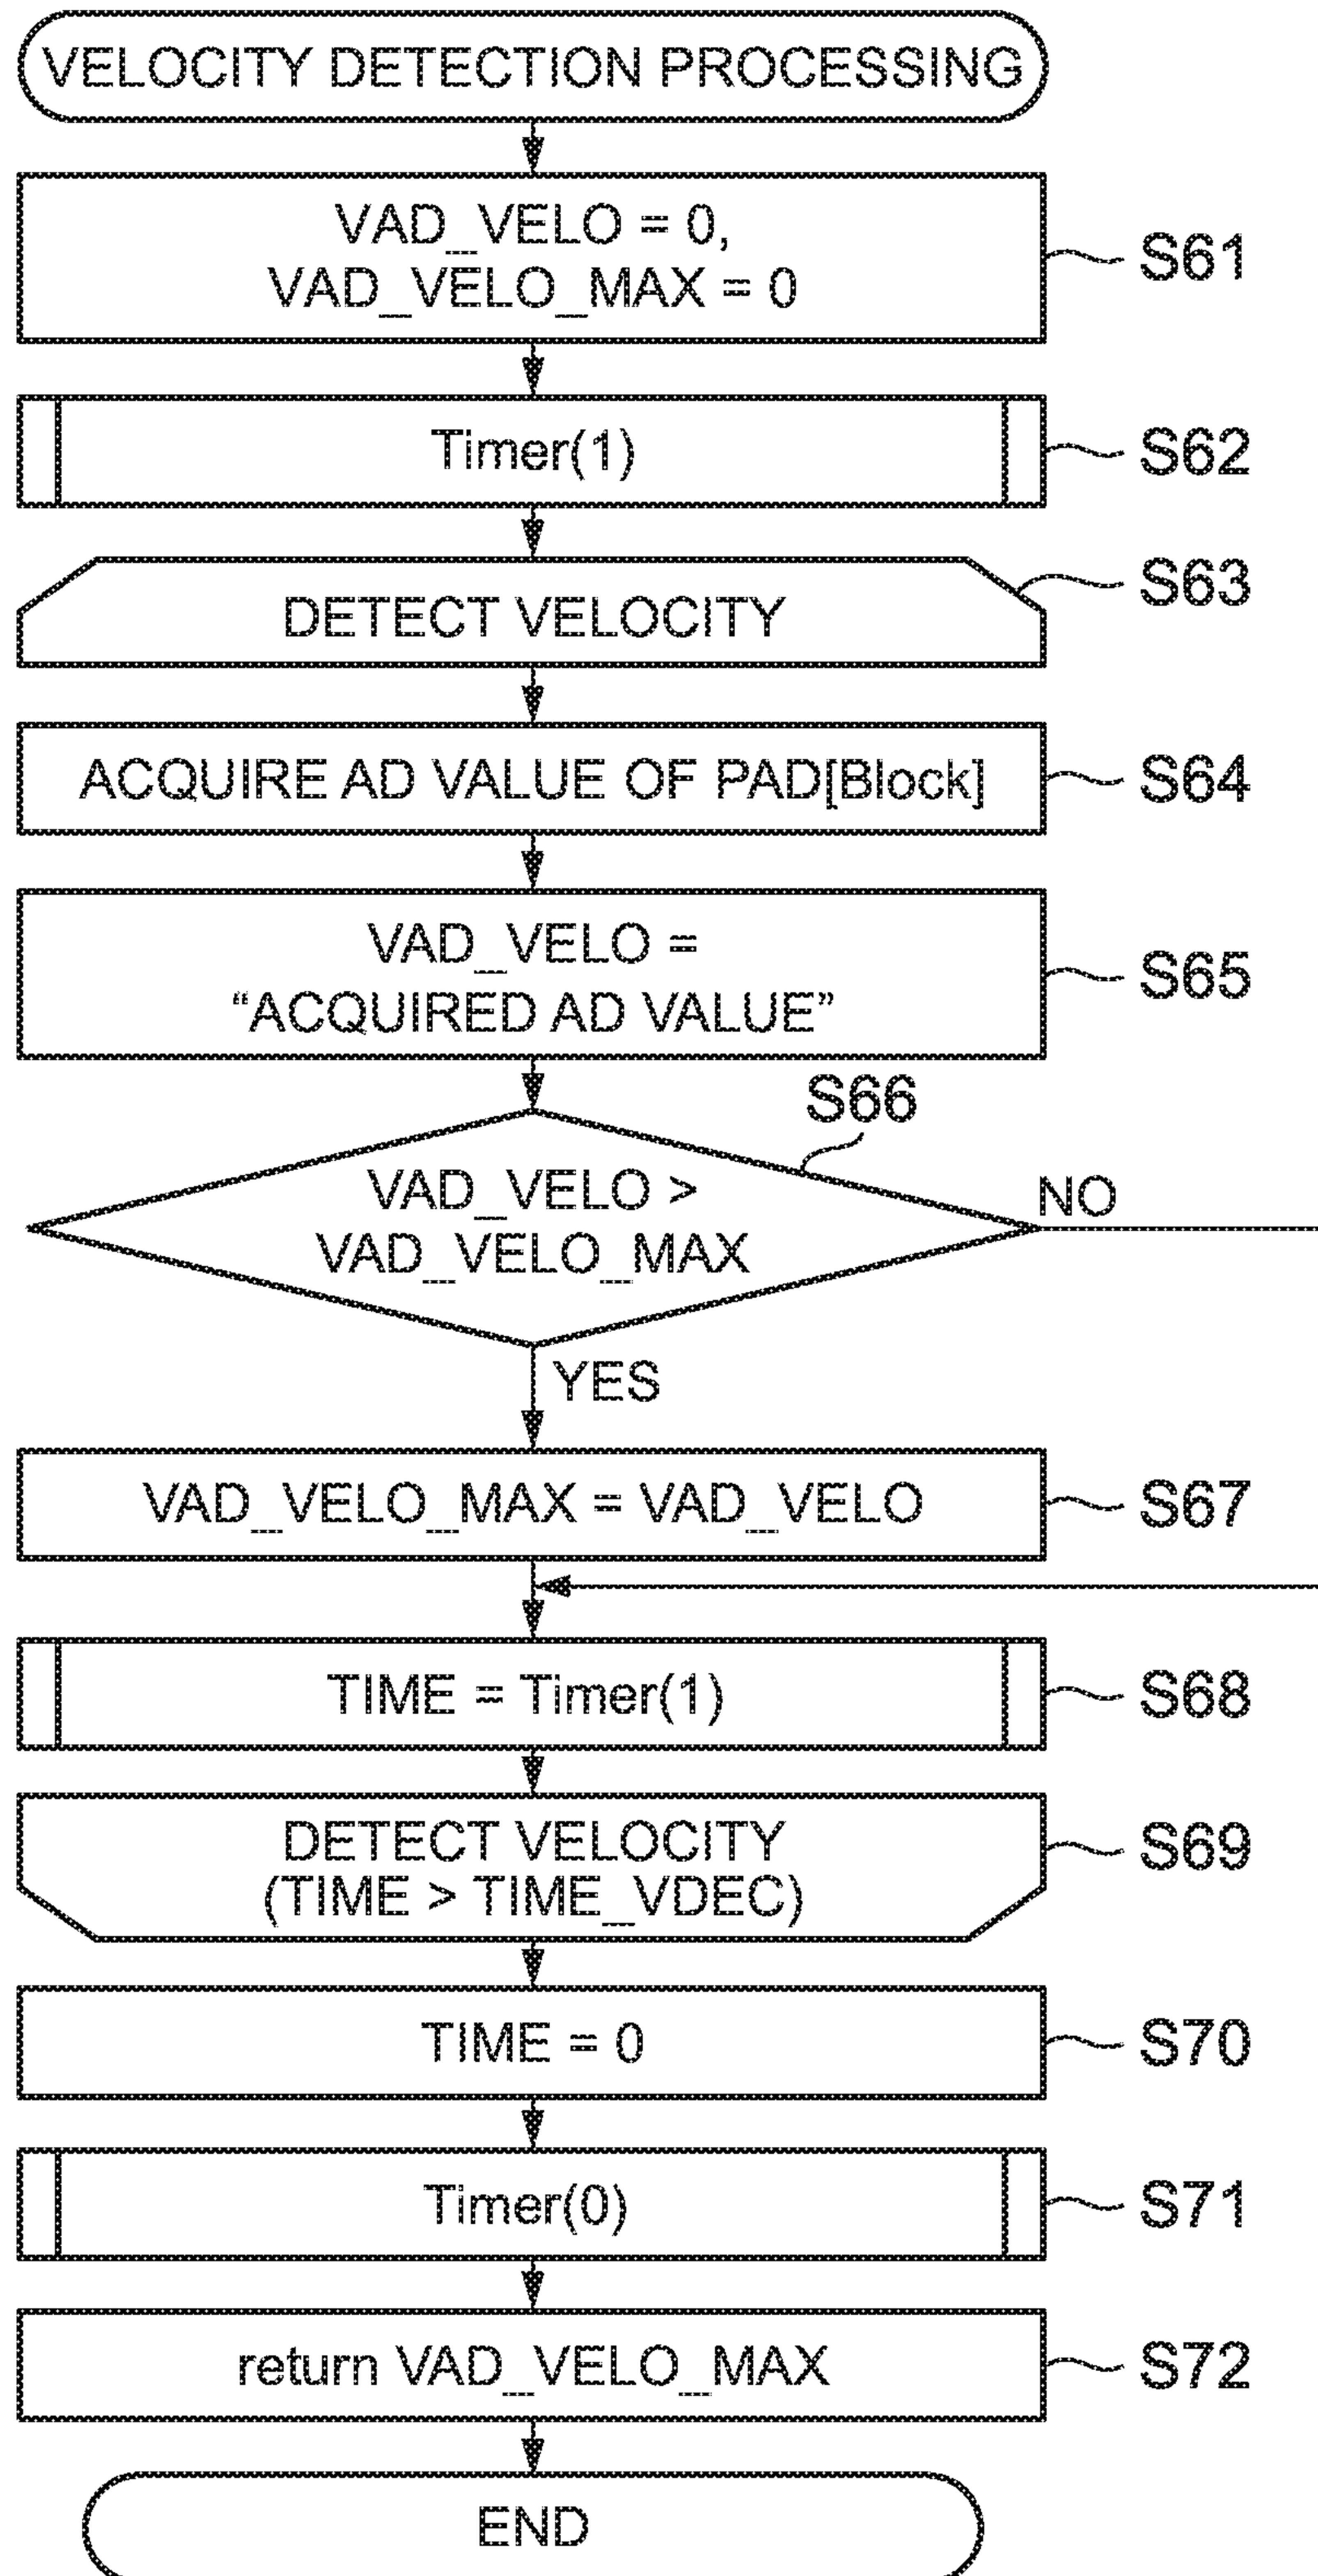 VELOCITY DETECTION PROCESSING
VAD_VELO = 0,
VAD_VELO_MAX = 0
S61
Timer(1)
S62
DETECT VELOCITY
S63
ACQUIRE AD VALUE OF PAD[Block]
S64
VAD_VELO =
“ACQUIRED AD VALUE”
S65
S66
VAD_VELO >
VAD_VELO_MAX
NO
YES
VAD_VELO_MAX = VAD_VELO
S67
TIME = Timer(1)
S68
DETECT VELOCITY
(TIME > TIME_VDEC)
S69
TIME = 0
S70
Timer(0)
S71
return VAD_VELO_MAX
S72
END